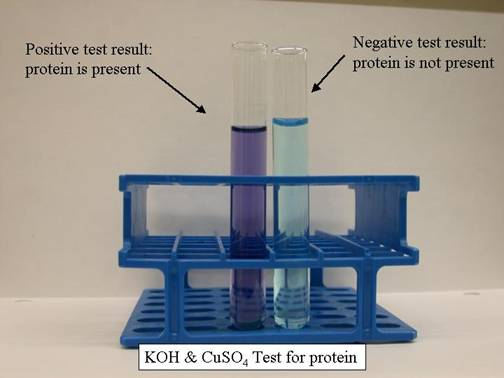 Positive test result:
protein is present
Negative test result:
protein is not present
KOH & CuSO₄ Test for protein